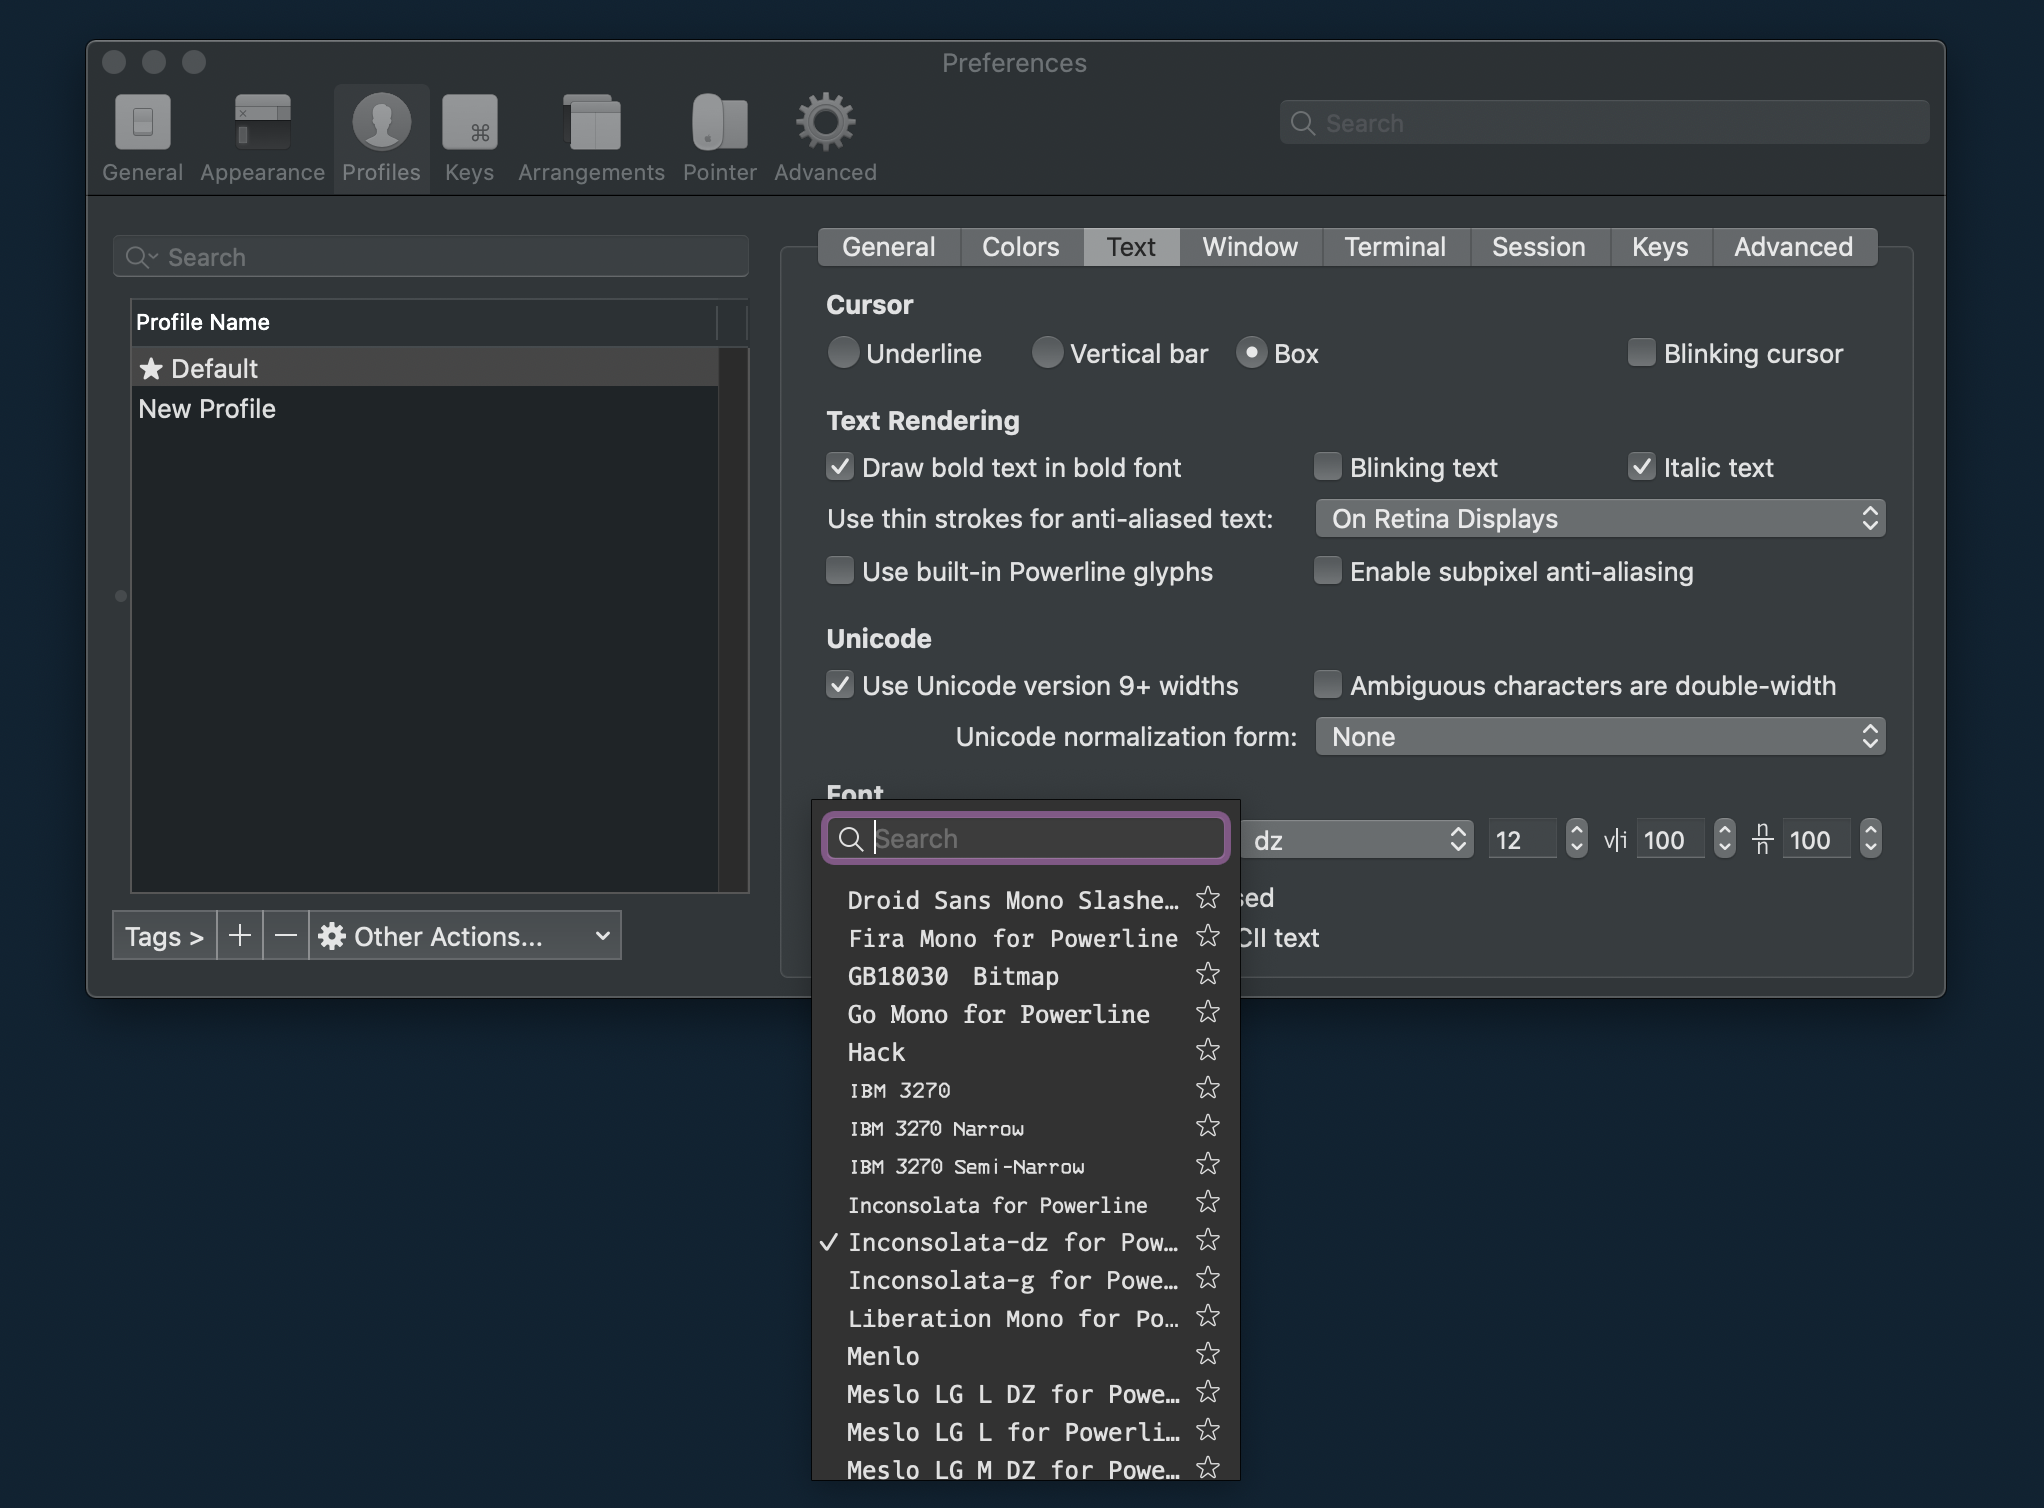 Preferences
General Appearance Profiles Keys Arrangements Pointer Advanced
Search
Search
Profile Name
★ Default
New Profile
Tags > + — Other Actions...
General Colors Text Window Terminal Session Keys Advanced
Cursor
Underline Vertical bar Box Blinking cursor
Text Rendering
Draw bold text in bold font Blinking text Italic text
Use thin strokes for anti-aliased text: On Retina Displays
Use built-in Powerline glyphs Enable subpixel anti-aliasing
Unicode
Use Unicode version 9+ widths Ambiguous characters are double-width
Unicode normalization form: None
Font
Search
dz 12 v|i 100 n/n 100
sed
CII text
Droid Sans Mono Slashe…
Fira Mono for Powerline
GB18030 Bitmap
Go Mono for Powerline
Hack
IBM 3270
IBM 3270 Narrow
IBM 3270 Semi-Narrow
Inconsolata for Powerline
✓ Inconsolata-dz for Pow…
Inconsolata-g for Powe…
Liberation Mono for Po…
Menlo
Meslo LG L DZ for Powe…
Meslo LG L for Powerli…
Meslo LG M DZ for Powe…